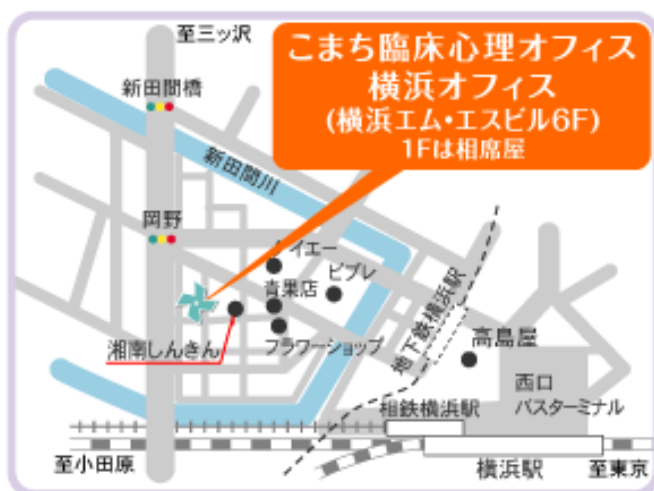 至三ッ沢
こまち臨床心理オフィス
横浜オフィス
(横浜エム・エスビル6F)
1Fは相席屋
新田間橋
新田間川
岡野
ケイエー
ビブレ
青果店
地下鉄横浜駅
湘南しんきん
フラワーショップ
高島屋
西口
バスターミナル
相鉄横浜駅
至小田原
横浜駅
至東京